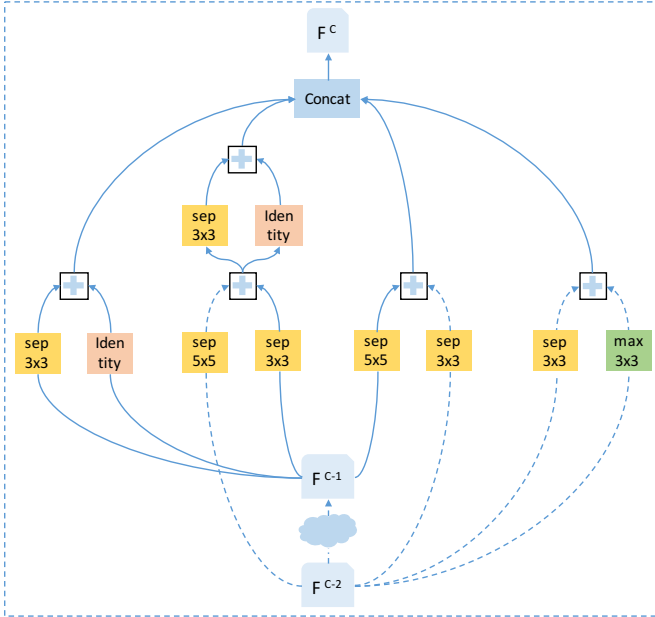 F C
Concat
sep
3x3
Iden
tity
sep
3x3
Iden
tity
sep
5x5
sep
3x3
sep
5x5
sep
3x3
sep
3x3
max
3x3
F C-1
F C-2